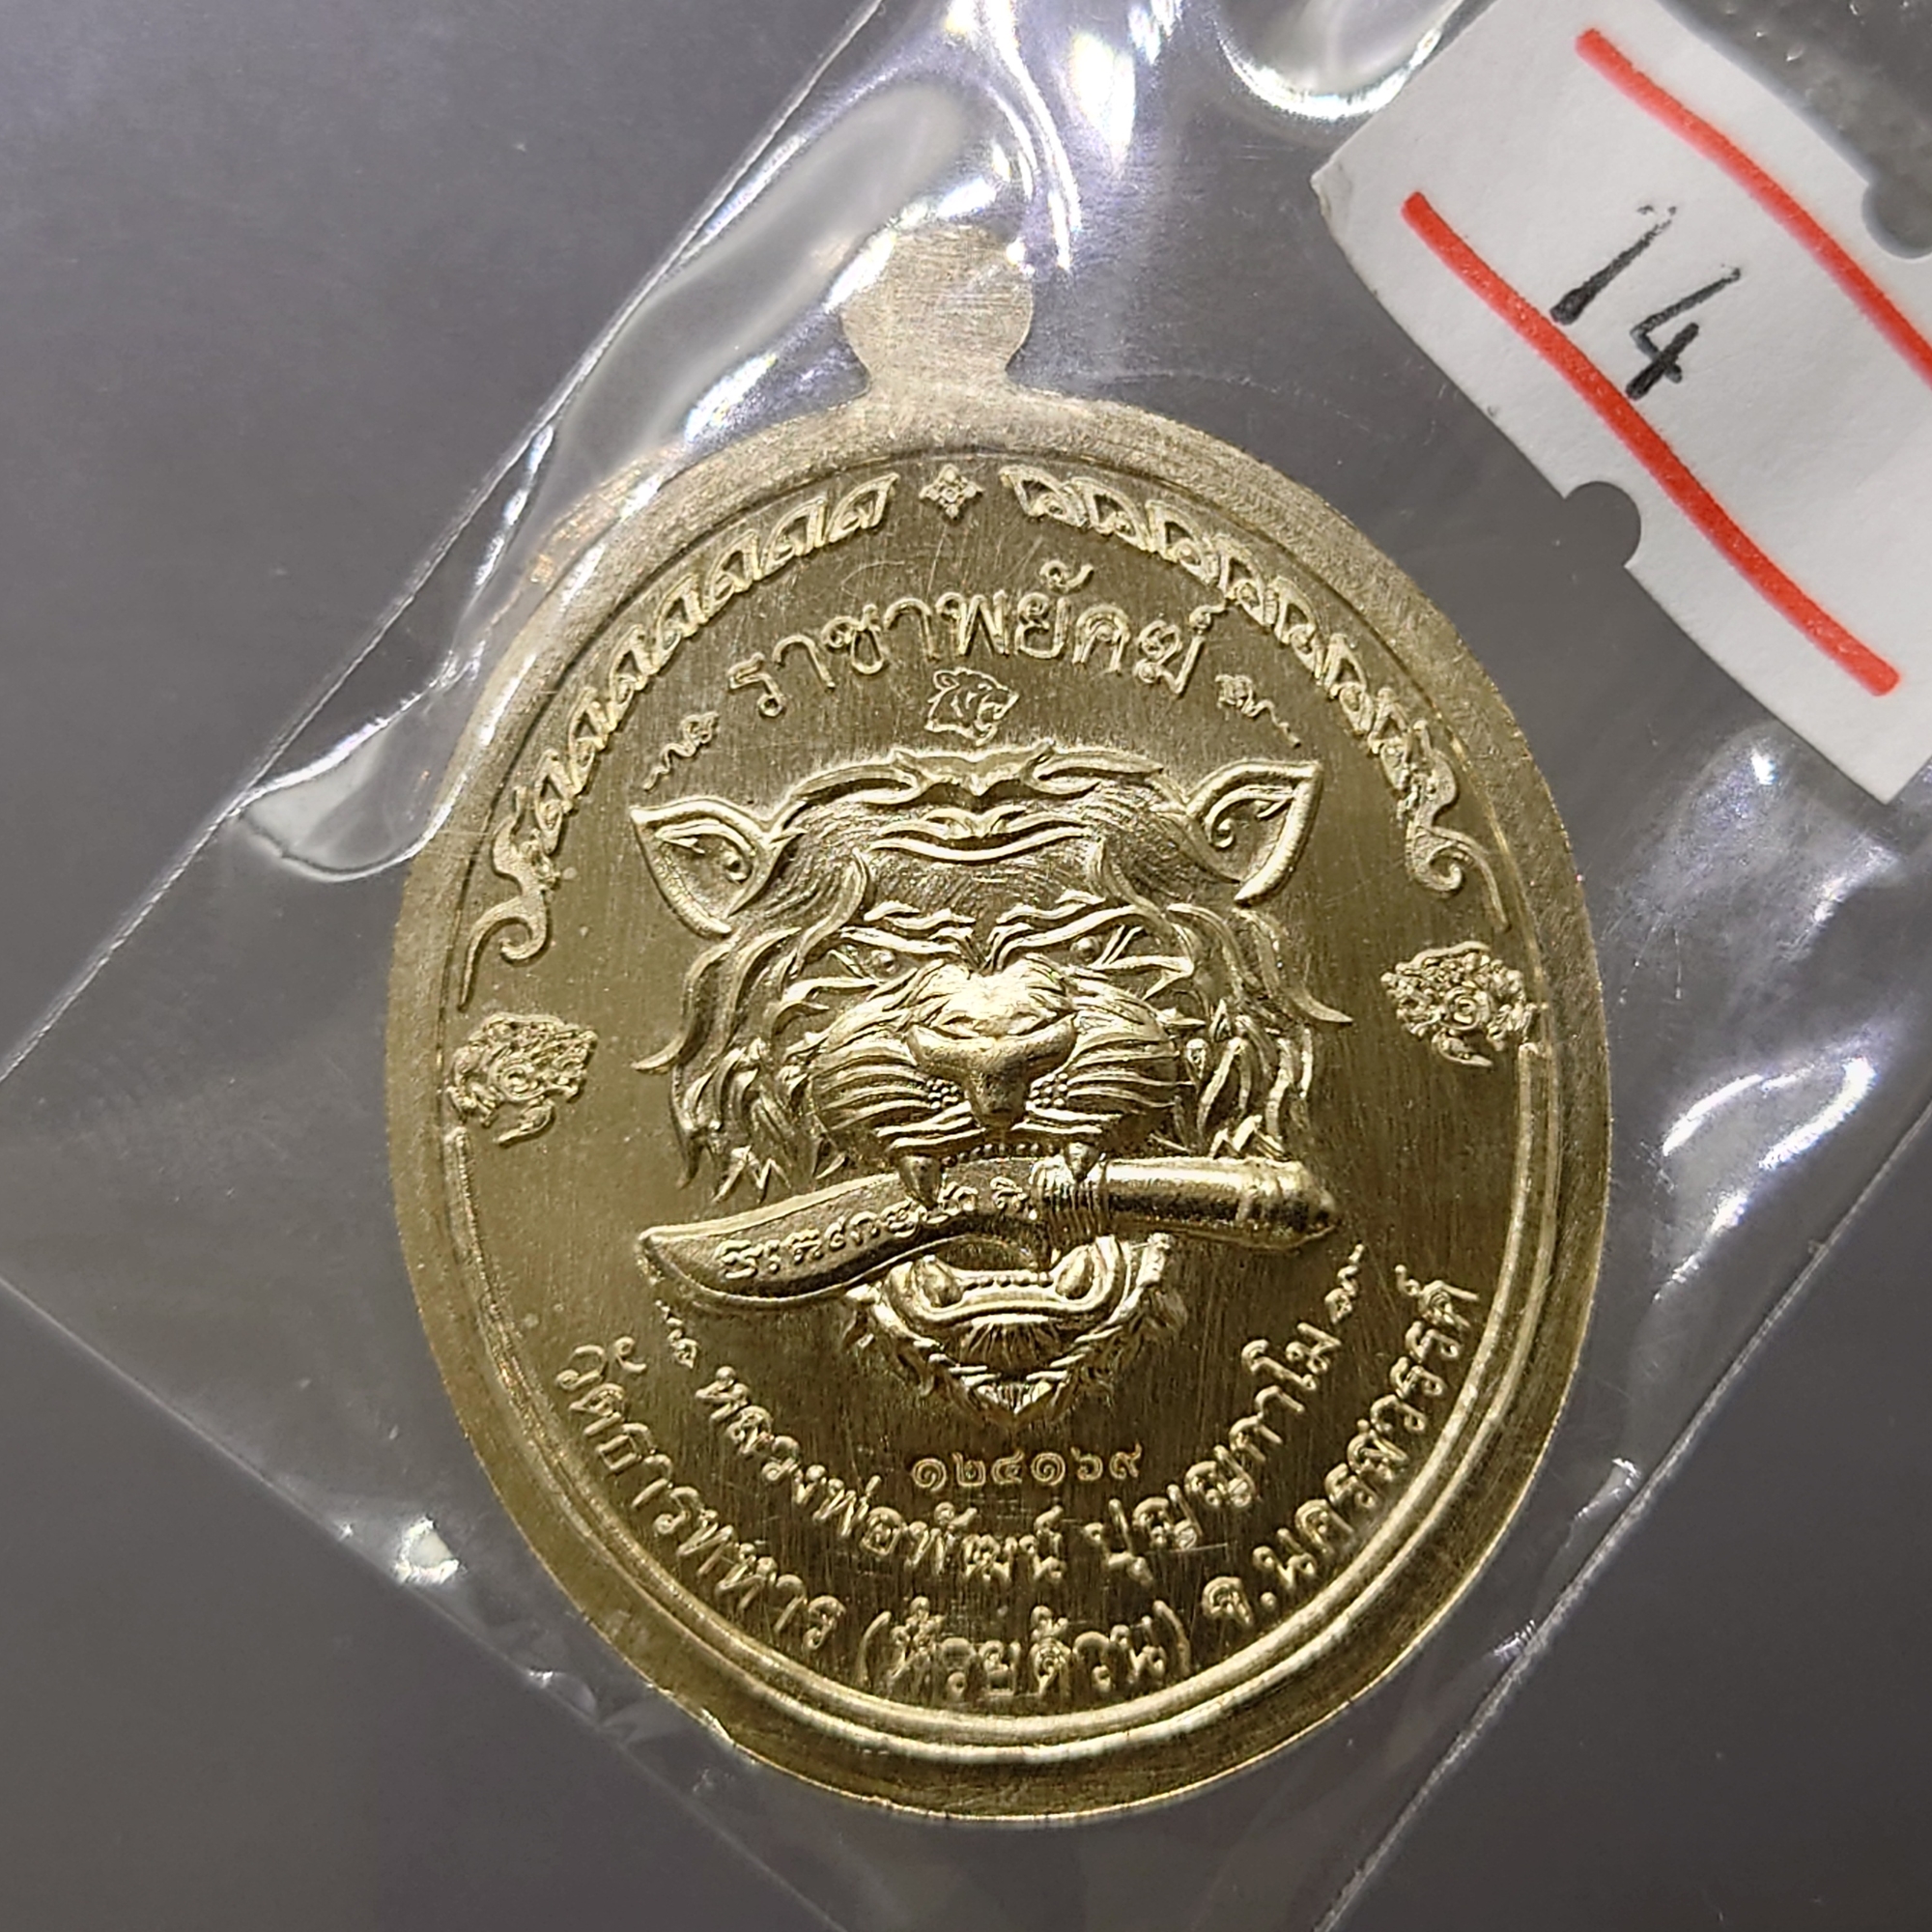 14
ราชาพยัคฆ์
๑๒๔๑๖๙
หลวงพ่อพัฒน์ ปุญญกาโม
วัดธารทหาร (ห้วยด้วน) จ.นครสวรรค์